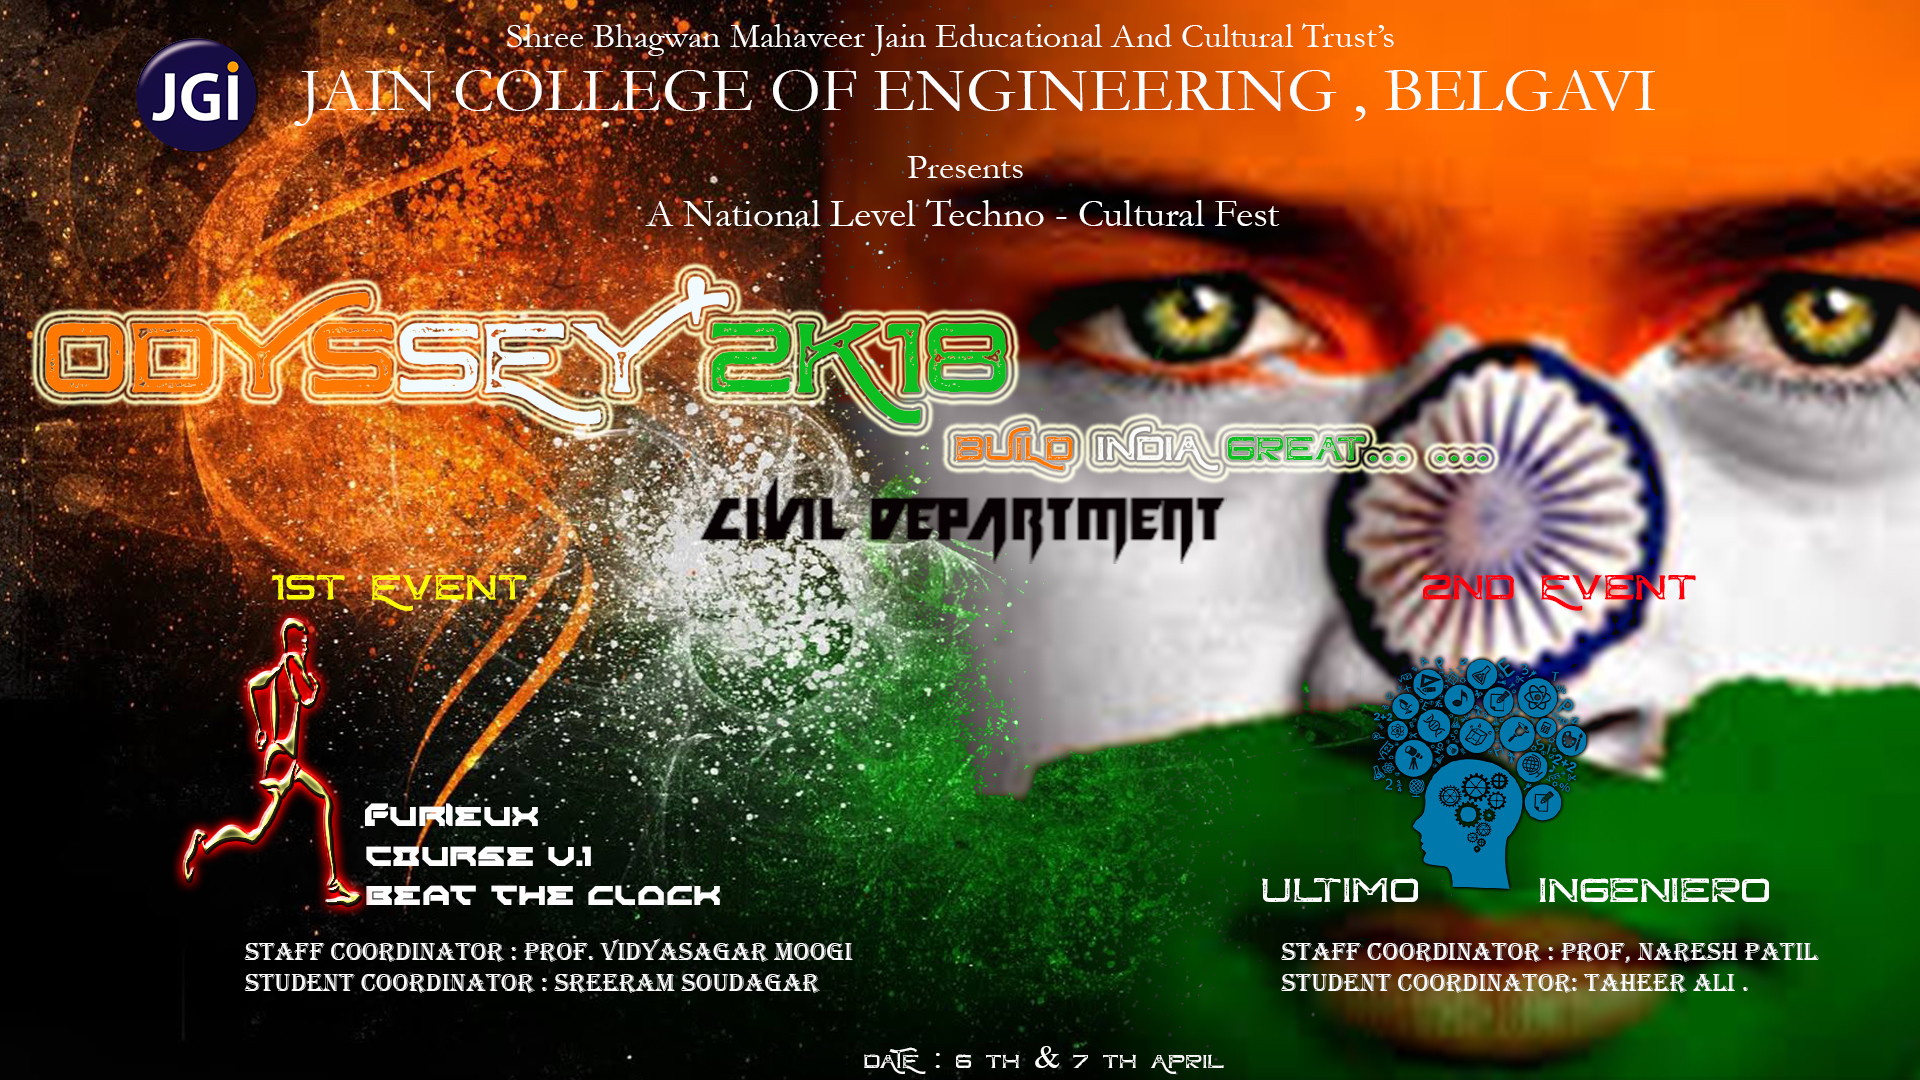 Shree Bhagwan Mahaveer Jain Educational And Cultural Trust's
JGi
JAIN COLLEGE OF ENGINEERING , BELGAVI
Presents
A National Level Techno - Cultural Fest
ODYSSEY 2K18
BUILD INDIA GREAT... ....
CIVIL DEPARTMENT
1ST EVENT
FURIEUX
COURSE V.1
BEAT THE CLOCK
STAFF COORDINATOR : PROF. VIDYASAGAR MOOGI
STUDENT COORDINATOR : SREERAM SOUDAGAR
2ND EVENT
ULTIMO INGENIERO
STAFF COORDINATOR : PROF, NARESH PATIL
STUDENT COORDINATOR: TAHEER ALI .
DATE : 6 TH & 7 TH APRIL